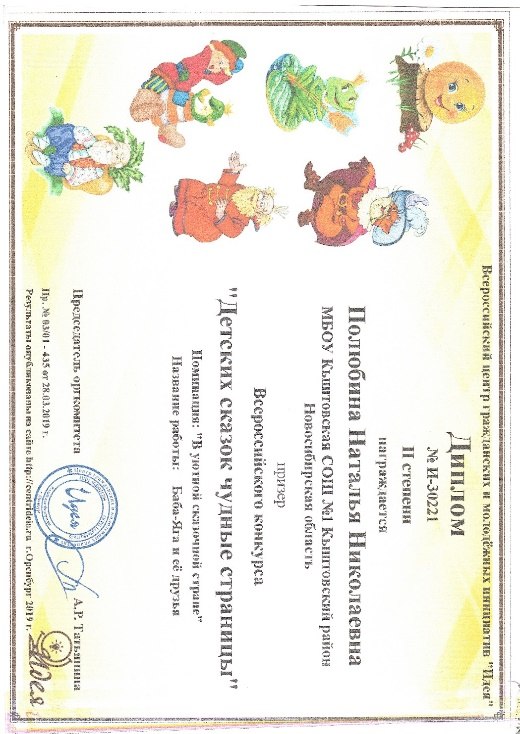 Всероссийский центр гражданских и молодёжных инициатив "Идея"
Диплом
№ И-30221
II степени
награждается
Полюбина Наталья Николаевна
МБОУ Кыштовская СОШ №1 Кыштовский район
Новосибирская область
призер
Всероссийского конкурса
"Детских сказок чудные страницы"
Номинация: "В уютной сказочной стране"
Название работы: Баба-Яга и её друзья
Председатель оргкомитета А.Р. Татьянина
Пр. № 03/01 - 435 от 28.03.2019 г.
Результаты опубликованы на сайте http://centrideia.ru г. Оренбург 2019 г.
Идея
Идея